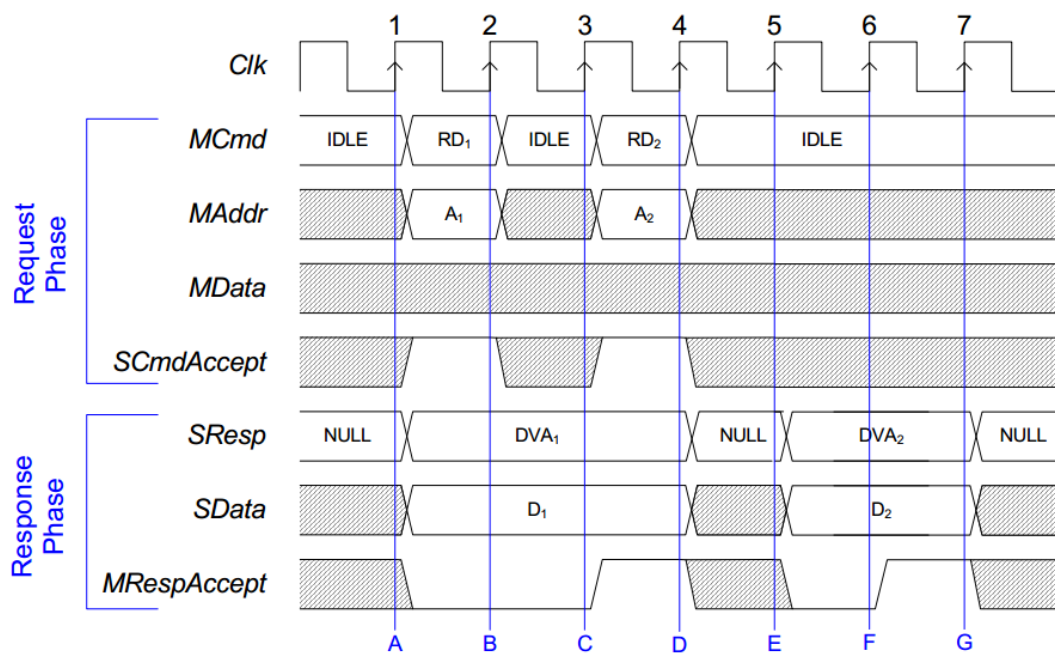 1 2 3 4 5 6 7
Clk
MCmd IDLE RD₁ IDLE RD₂ IDLE
MAddr A₁ A₂
MData
SCmdAccept
Request
Phase
SResp NULL DVA₁ NULL DVA₂ NULL
SData D₁ D₂
MRespAccept
Response
Phase
A B C D E F G